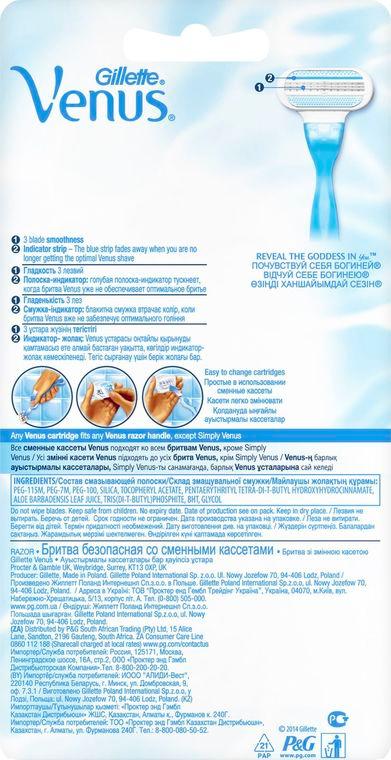 Gillette®
Venus®
2
1
1 3 blade smoothness
2 Indicator strip – The blue strip fades away when you are no
longer getting the optimal Venus shave
1 Гладкость 3 лезвий
2 Полоска-индикатор: голубая полоска-индикатор тускнеет,
когда бритва Venus уже не обеспечивает оптимальное бритье
1 Гладенькість 3 лез
2 Смужка-індикатор: блакитна смужка втрачає колір, коли
бритва Venus вже не забезпечує оптимального гоління
1 3 устара жүзінің тегістігі
2 Индикатор- жолақ: Venus устарасы оңтайлы қырынуды
қамтамасыз ете алмай бастаған уақытта, көгілдір индикатор-
жолақ көмескіленеді. Тегіс сырғанау үшін берік жолағы бар.
REVEAL THE GODDESS IN you™
ПОЧУВСТВУЙ СЕБЯ БОГИНЕЙ®
ВІДЧУЙ СЕБЕ БОГИНЕЮ®
ӨЗІҢДІ ХАНШАЙЫМДАЙ СЕЗІН®
Easy to change cartridges
Простые в использовании
сменные кассеты
Касети легко змінювати
Қолдануда ыңғайлы
ауыстырмалы кассеталар
Any Venus cartridge fits any Venus razor handle, except Simply Venus
Все сменные кассеты Venus подходят ко всем бритвам Venus, кроме Simply
Venus / Усі змінні касети Venus підходять до усіх бритв Venus, крім Simply Venus / Venus-ң барлық
ауыстырмалы кассеталары, Simply Venus-ты санамағанда, барлық Venus ұсталарына сай келеді
INGREDIENTS/Состав смазывающей полоски/Склад змащувальної смужки/Майлаушы жолақтың құрамы:
PEG-115M, PEG-7M, PEG-100, SILICA, TOCOPHERYL ACETATE, PENTAERYTHRITYL TETRA-DI-T-BUTYL HYDROXYHYDROCINNAMATE,
ALOE BARBADENSIS LEAF JUICE, TRIS(DI-T-BUTYL)PHOSPHITE, BHT, GLYCOL
Do not wipe blades. Keep safe from children. No expiry date. Date of production see on pack. Keep in dry place. / Лезвия не
вытирать. Беречь от детей. Срок годности не ограничен. Дата производства указана на упаковке. / Леза не витирати.
Берегти від дітей. Термін придатності необмежений. Дату виготовлення див. на упаковці. / Жүздерін сүртпеңіз. Балалардан
сақтаңыз. Жарамдылық мерзімі шектелмеген. Өндірілген күні қаптамада көрсетілген.
RAZOR • Бритва безопасная со сменными кассетами • Бритва зі змінною касетою
Gillette Venus • Ауыстырмалы кассеталары бар қауіпсіз устара
Procter & Gamble UK, Weybridge, Surrey, KT13 0XP, UK
Producer: Gillette, Made in Poland. Gillette Poland International Sp. z.o.o. Ul. Nowy Jozefow 70, 94-406 Lodz, Poland /
Произведено Жиллетт Поланд Интернешнл Сп.з.о.о. в Польше. Gillette Poland International Sp.z.o.o, ul. Nowy Jozefow 70,
94-406 Lodz, Poland. / Адреса в Україні: ТОВ "Проктер енд Гембл Трейдінг Україна", Україна, 04070, м.Київ, вул.
Набережно-Хрещатицька, 5/13, корпус літ. А. Тел. (0-800) 505-000.
www.pg.com.ua / Өндіруші: Жиллетт Поланд Интернешнл Сп.з.о.о.
Польшада шығарған. Gillette Poland International Sp.z.o.o, ul. Nowy
Jozefow 70, 94-406 Lodz, Poland.
(ZA) Distributed by P&G South African Trading (Pty) Ltd, 15 Alice
Lane, Sandton, 2196 Gauteng, South Africa. ZA Consumer Care Line
0860 112 188 (Sharecall charged at local rates) www.pg.com/contactus
Импортер/Служба потребителей: Россия, 125171, Москва,
Ленинградское шоссе, 16А, стр.2, ООО «Проктер энд Гэмбл
Дистрибьюторская Компания».Тел. 8-800-200-20-20.
(BY) Импортёр/служба потребителей: ИООО "АЛИДИ-Вест",
220140 Республика Беларусь, г. Минск, ул. Домбровская, 9,
оф. 7.3.1 / Виготовлено Gillette Poland International Sp.z.o.o, у
Лодзі, Польща: ul. Nowy Jozefow 70, 94-406 Lodz, Poland. (KZ)
Импорттаушы/Тұтынушылар қызметі: «Проктер энд Гэмбл
Казахстан Дистрибьюшн» ЖШС, Қазақстан, Алматы қ., Фурманов к. 240Г.
Импортер/Служба потребителей: ТОО «Проктер энд Гэмбл Казахстан Дистрибьюшн»,
Казахстан, г. Алматы, ул. Фурманова 240Г. Тел.: 8-800-080-50-52.
© 2014 Gillette
21
PAP
P&G
www.pg.com